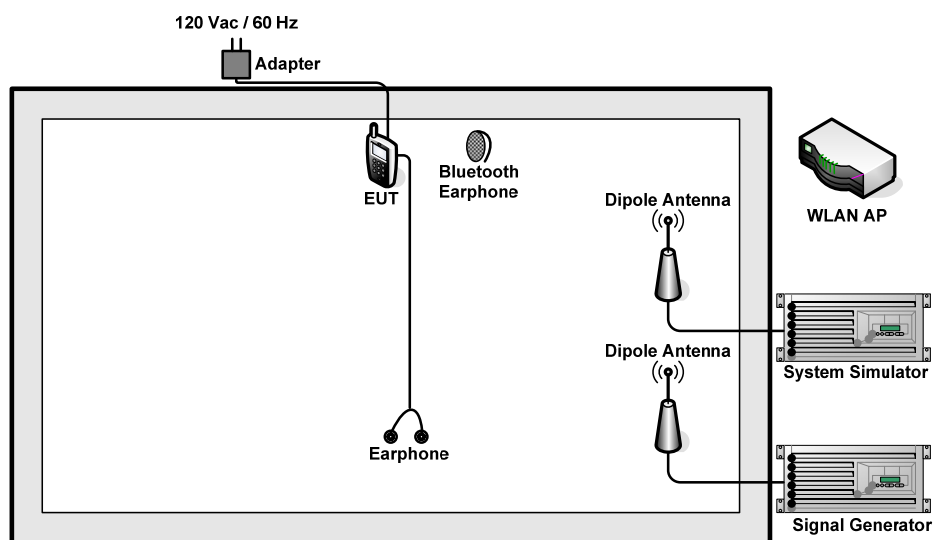 120 Vac / 60 Hz
Adapter
EUT
Bluetooth
Earphone
Dipole Antenna
WLAN AP
System Simulator
Dipole Antenna
Earphone
Signal Generator